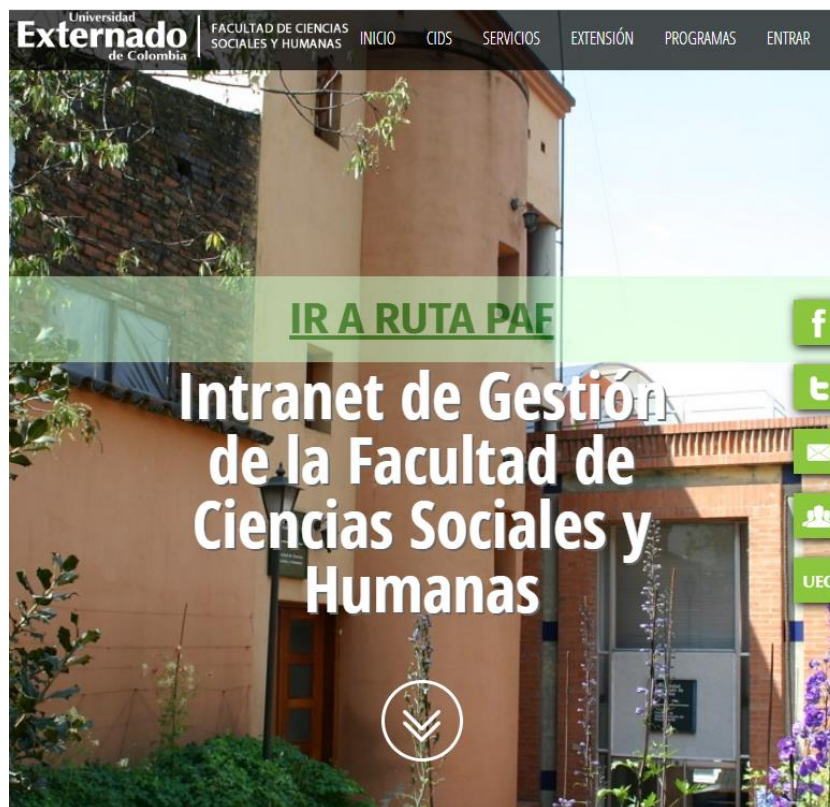 Universidad
Externado
de Colombia
FACULTAD DE CIENCIAS
SOCIALES Y HUMANAS
INICIO CIDS SERVICIOS EXTENSIÓN PROGRAMAS ENTRAR
IR A RUTA PAF
Intranet de Gestión
de la Facultad de
Ciencias Sociales y
Humanas